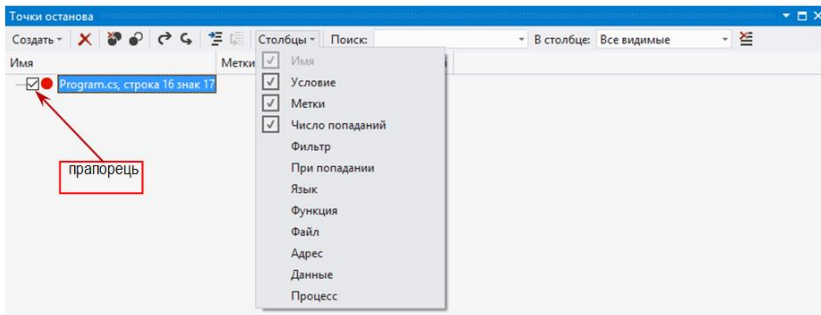 Точки останова
Создать Столбцы Поиск: В столбце: Все видимые
Имя Метки
Program.cs, строка 16 знак 17
прапорець
Имя
Условие
Метки
Число попаданий
Фильтр
При попадании
Язык
Функция
Файл
Адрес
Данные
Процесс